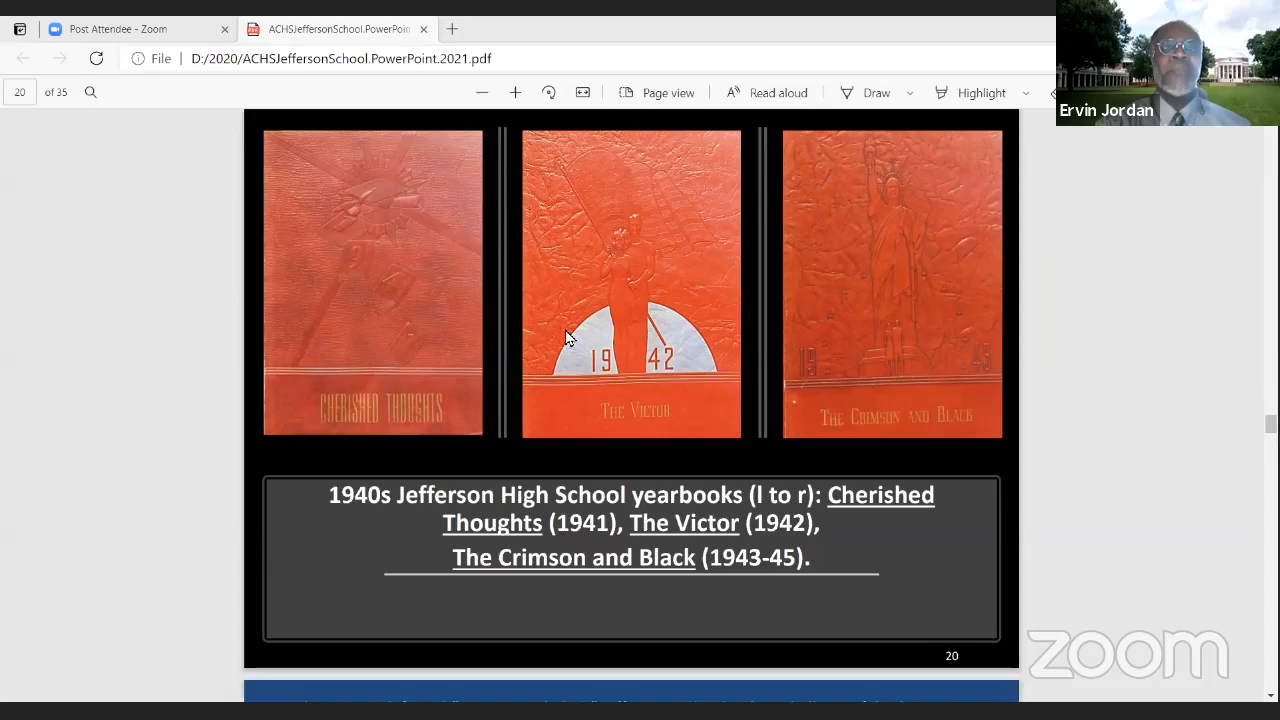 Post Attendee - Zoom
ACHSJeffersonSchool.PowerPoin
File
D:/2020/ACHSJeffersonSchool.PowerPoint.2021.pdf
20
of 35
Page view
Read aloud
Draw
Highlight
Ervin Jordan
CHERISHED THOUGHTS
19 42
THE VICTOR
19 43
THE CRIMSON AND BLACK
1940s Jefferson High School yearbooks (l to r): Cherished
Thoughts (1941), The Victor (1942),
The Crimson and Black (1943-45).
20
zoom